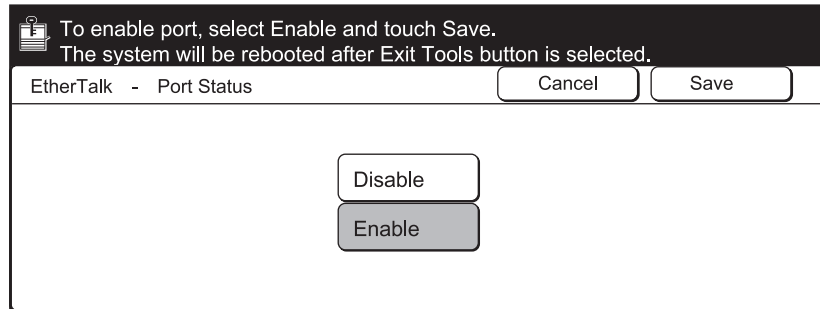 To enable port, select Enable and touch Save.
The system will be rebooted after Exit Tools button is selected.
EtherTalk - Port Status
Cancel
Save
Disable
Enable